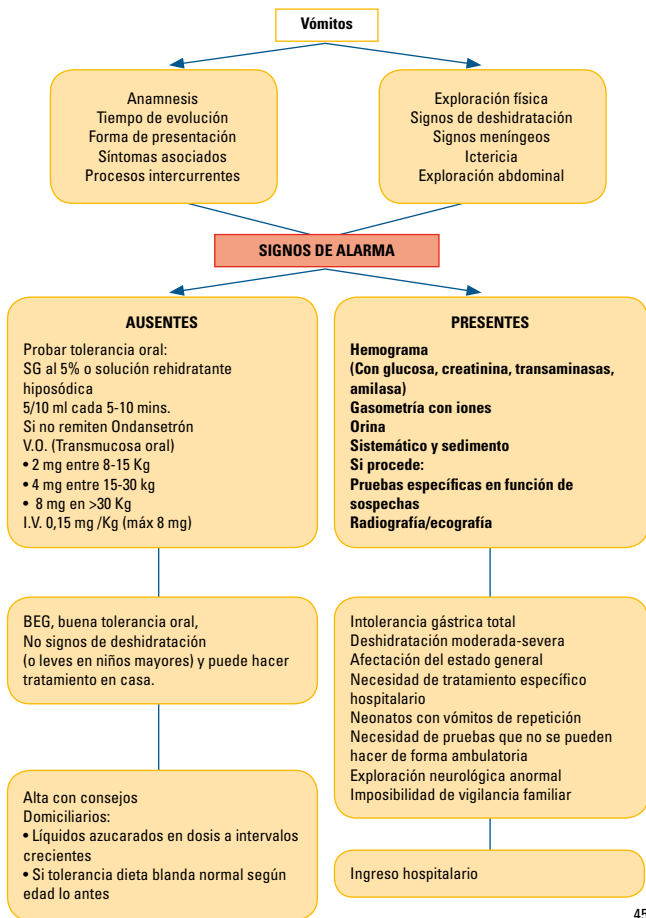 Vómitos
Anamnesis
Tiempo de evolución
Forma de presentación
Síntomas asociados
Procesos intercurrentes
Exploración física
Signos de deshidratación
Signos meníngeos
Ictericia
Exploración abdominal
SIGNOS DE ALARMA
AUSENTES
Probar tolerancia oral:
SG al 5% o solución rehidratante
hiposódica
5/10 ml cada 5-10 mins.
Si no remiten Ondansetrón
V.O. (Transmucosa oral)
• 2 mg entre 8-15 Kg
• 4 mg entre 15-30 kg
• 8 mg en >30 Kg
I.V. 0,15 mg /Kg (máx 8 mg)
PRESENTES
Hemograma
(Con glucosa, creatinina, transaminasas,
amilasa)
Gasometría con iones
Orina
Sistemático y sedimento
Si procede:
Pruebas específicas en función de
sospechas
Radiografía/ecografía
BEG, buena tolerancia oral,
No signos de deshidratación
(o leves en niños mayores) y puede hacer
tratamiento en casa.
Intolerancia gástrica total
Deshidratación moderada-severa
Afectación del estado general
Necesidad de tratamiento específico
hospitalario
Neonatos con vómitos de repetición
Necesidad de pruebas que no se pueden
hacer de forma ambulatoria
Exploración neurológica anormal
Imposibilidad de vigilancia familiar
Alta con consejos
Domiciliarios:
• Líquidos azucarados en dosis a intervalos
crecientes
• Si tolerancia dieta blanda normal según
edad lo antes
Ingreso hospitalario
45